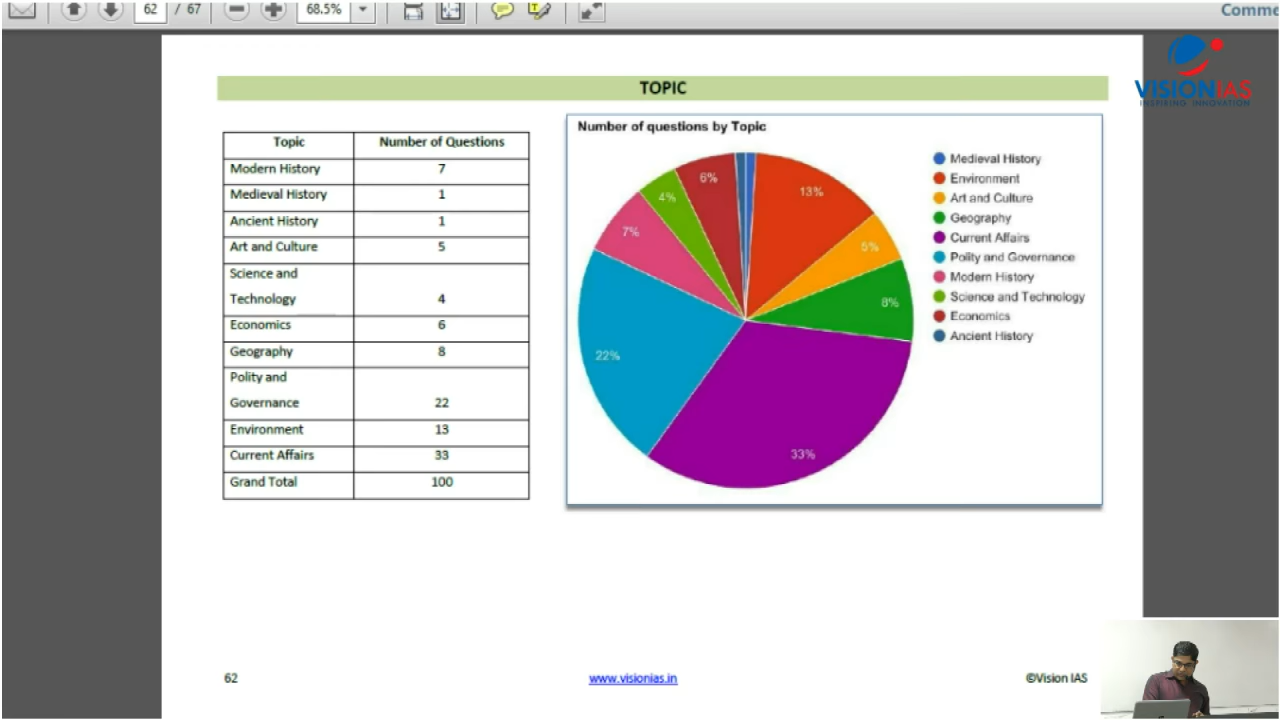 62 / 67
68.5%
Comme
VISIONIAS
INSPIRING INNOVATION
TOPIC
Topic Number of Questions
Modern History 7
Medieval History 1
Ancient History 1
Art and Culture 5
Science and
Technology 4
Economics 6
Geography 8
Polity and
Governance 22
Environment 13
Current Affairs 33
Grand Total 100
Number of questions by Topic
13%
5%
8%
33%
22%
7%
4%
6%
Medieval History
Environment
Art and Culture
Geography
Current Affairs
Polity and Governance
Modern History
Science and Technology
Economics
Ancient History
62
www.visionias.in
©Vision IAS